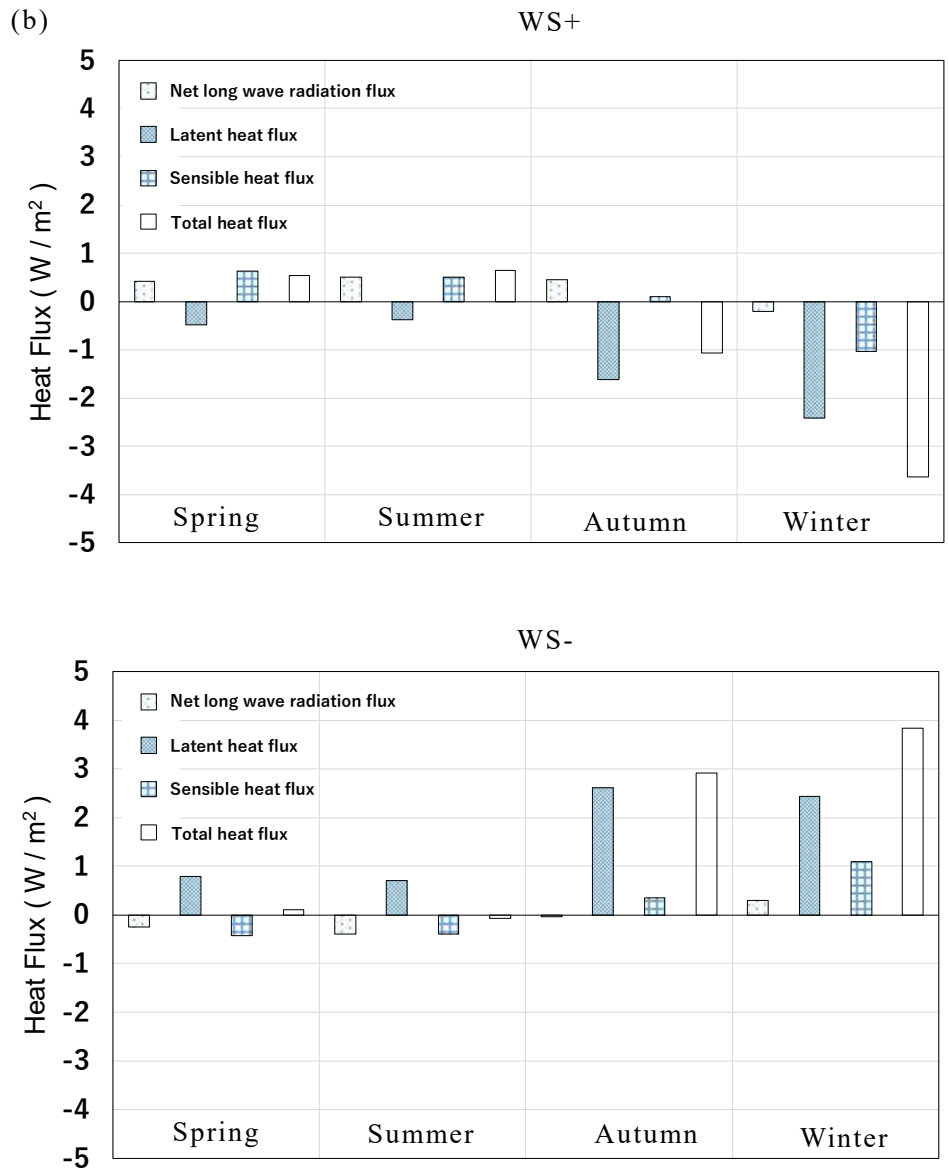 (b)
WS+
5
4
3
2
1
0
-1
-2
-3
-4
-5
Heat Flux ( W / m² )
Net long wave radiation flux
Latent heat flux
Sensible heat flux
Total heat flux
Spring Summer Autumn Winter
WS-
5
4
3
2
1
0
-1
-2
-3
-4
-5
Heat Flux ( W / m² )
Net long wave radiation flux
Latent heat flux
Sensible heat flux
Total heat flux
Spring Summer Autumn Winter